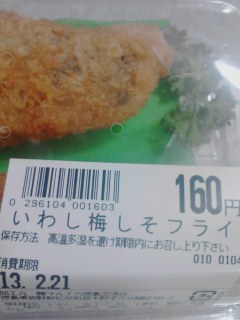 160円
0 296104 001603
いわし梅しそフライ
保存方法 高温多湿を避け期限内にお召し上り下さい
010 0104
消費期限
13. 2.21